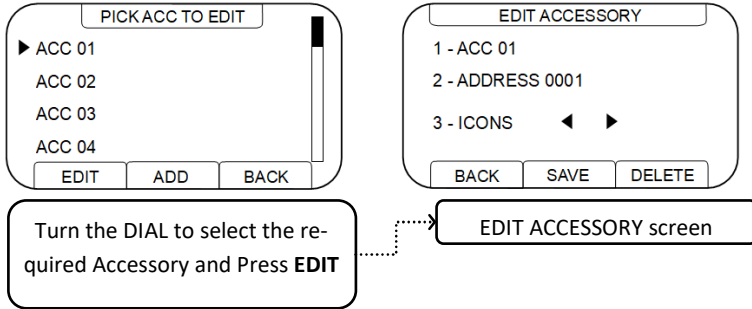 PICK ACC TO EDIT
ACC 01
ACC 02
ACC 03
ACC 04
EDIT ADD BACK
Turn the DIAL to select the re-
quired Accessory and Press EDIT
EDIT ACCESSORY
1 - ACC 01
2 - ADDRESS 0001
3 - ICONS
BACK SAVE DELETE
EDIT ACCESSORY screen